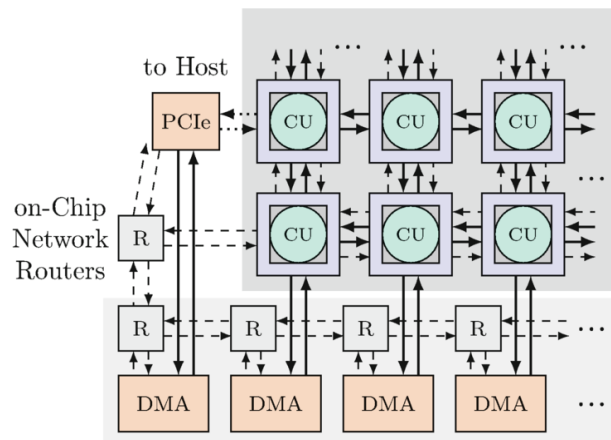 ...
...
to Host
PCIe
CU
CU
CU
...
on-Chip
Network
Routers
R
CU
CU
CU
R
R
R
R
...
DMA
DMA
DMA
DMA
...